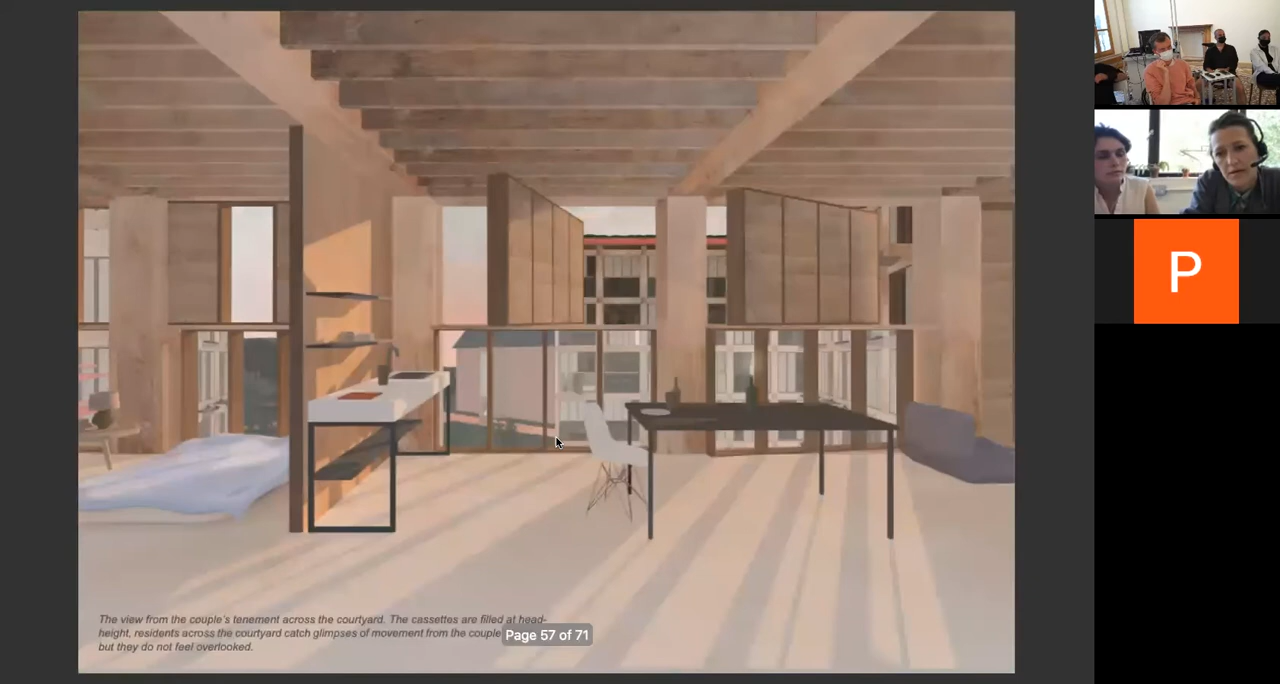 The view from the couple's tenement across the courtyard. The cassettes are filled at head-
height, residents across the courtyard catch glimpses of movement from the couple
but they do not feel overlooked.
Page 57 of 71
P